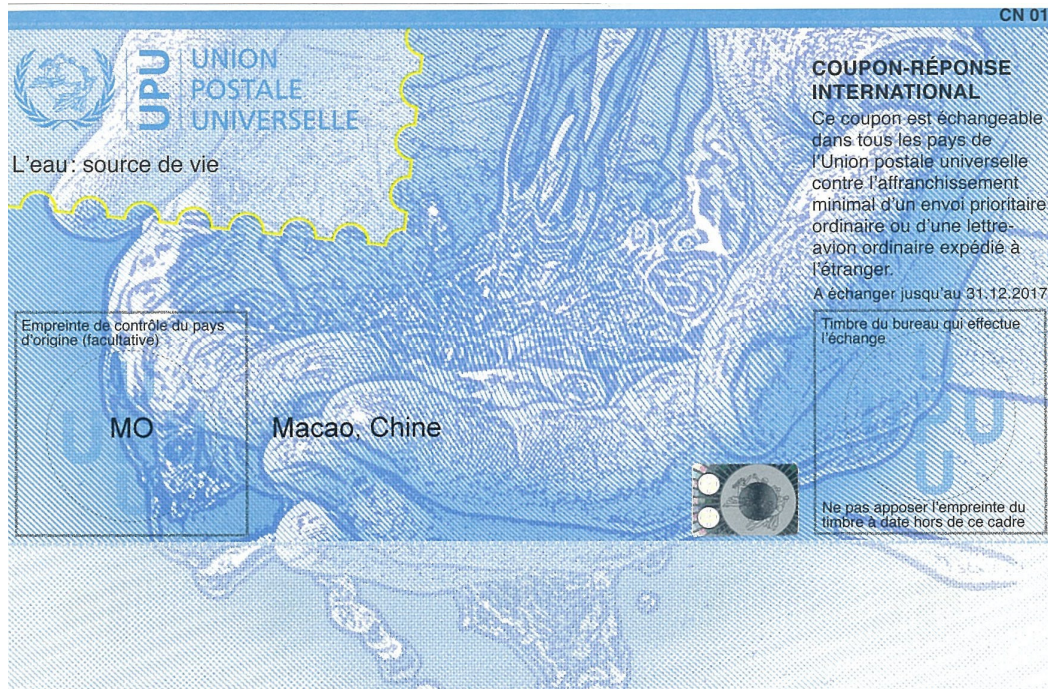 CN 01
UPU
UNION
POSTALE
UNIVERSELLE
L'eau: source de vie
COUPON-RÉPONSE
INTERNATIONAL
Ce coupon est échangeable
dans tous les pays de
l'Union postale universelle
contre l'affranchissement
minimal d'un envoi prioritaire
ordinaire ou d'une lettre-
avion ordinaire expédié à
l'étranger.
A échanger jusqu'au 31.12.2017
Empreinte de contrôle du pays
d'origine (facultative)
MO
Macao, Chine
Timbre du bureau qui effectue
l'échange
UPU
UPU
Ne pas apposer l'empreinte du
timbre à date hors de ce cadre